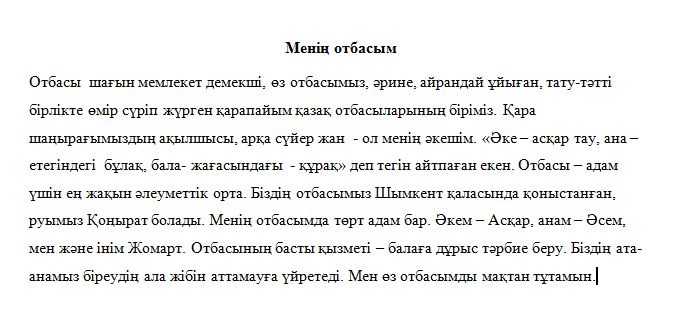 Менің отбасым
Отбасы  шағын мемлекет демекші, өз отбасымыз, әрине, айрандай ұйыған, тату-тәтті
бірлікте өмір сүріп жүрген қарапайым қазақ отбасыларының біріміз. Қара
шаңырағымыздың ақылшысы, арқа сүйер жан  - ол менің әкешім. «Әке – асқар тау, ана –
етегіндегі  бұлақ, бала- жағасындағы  - құрақ» деп тегін айтпаған екен. Отбасы – адам
үшін ең жақын әлеуметтік орта. Біздің отбасымыз Шымкент қаласында қоныстанған,
руымыз Қоңырат болады. Менің отбасымда төрт адам бар. Әкем – Асқар, анам – Әсем,
мен және інім Жомарт. Отбасының басты қызметі – балаға дұрыс тәрбие беру. Біздің ата-
анамыз біреудің ала жібін аттамауға үйретеді. Мен өз отбасымды мақтан тұтамын.